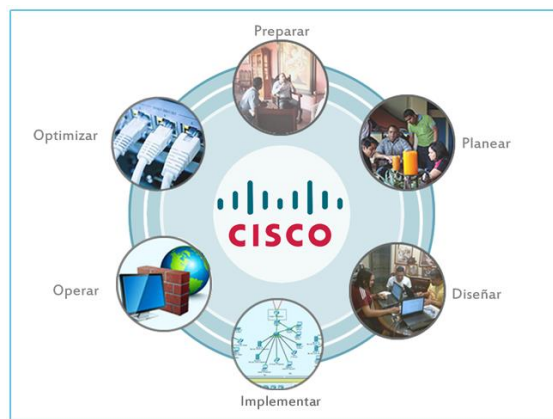 Preparar
Planear
Diseñar
Implementar
Operar
Optimizar
CISCO